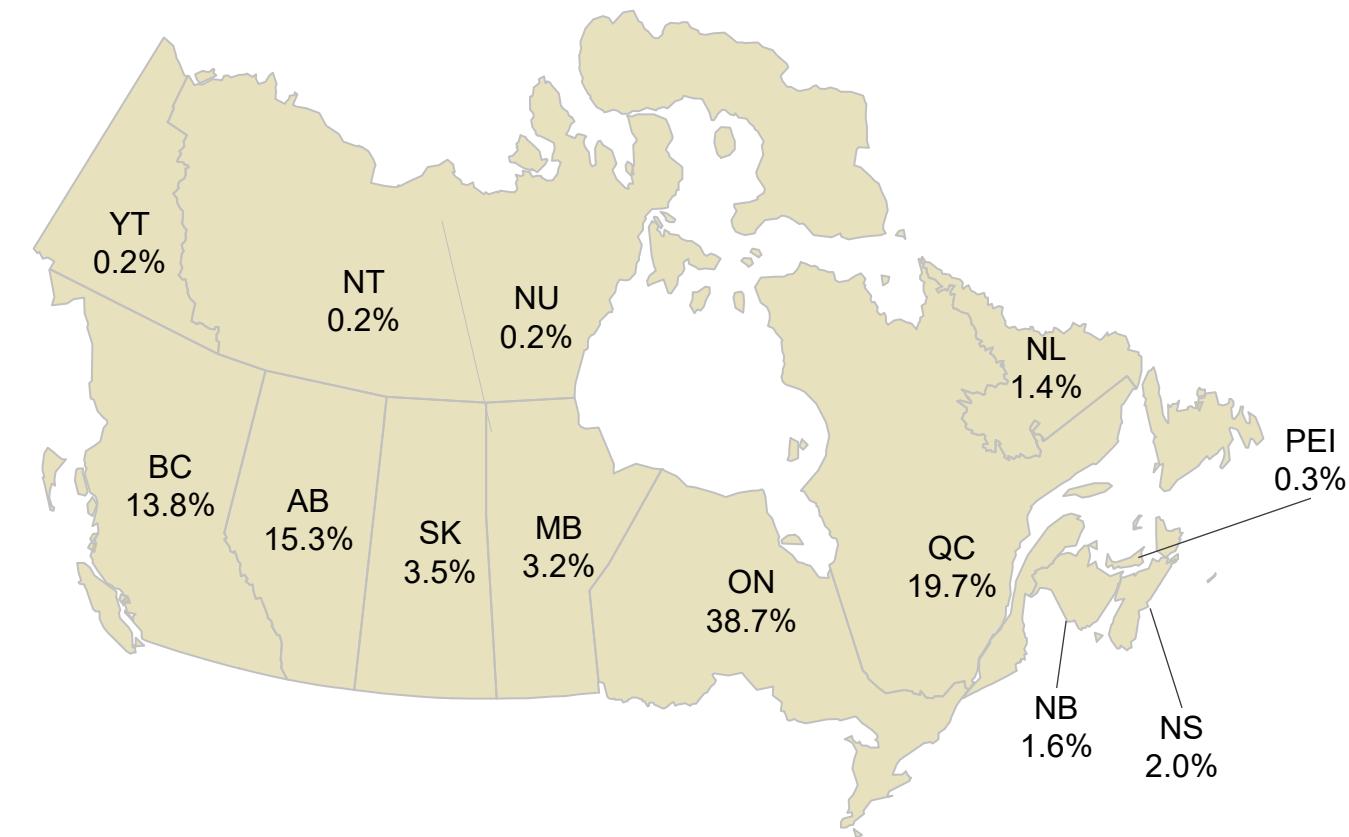 YT
0.2%
NT
0.2%
NU
0.2%
NL
1.4%
PEI
0.3%
BC
13.8%
AB
15.3%
SK
3.5%
MB
3.2%
ON
38.7%
QC
19.7%
NB
1.6%
NS
2.0%